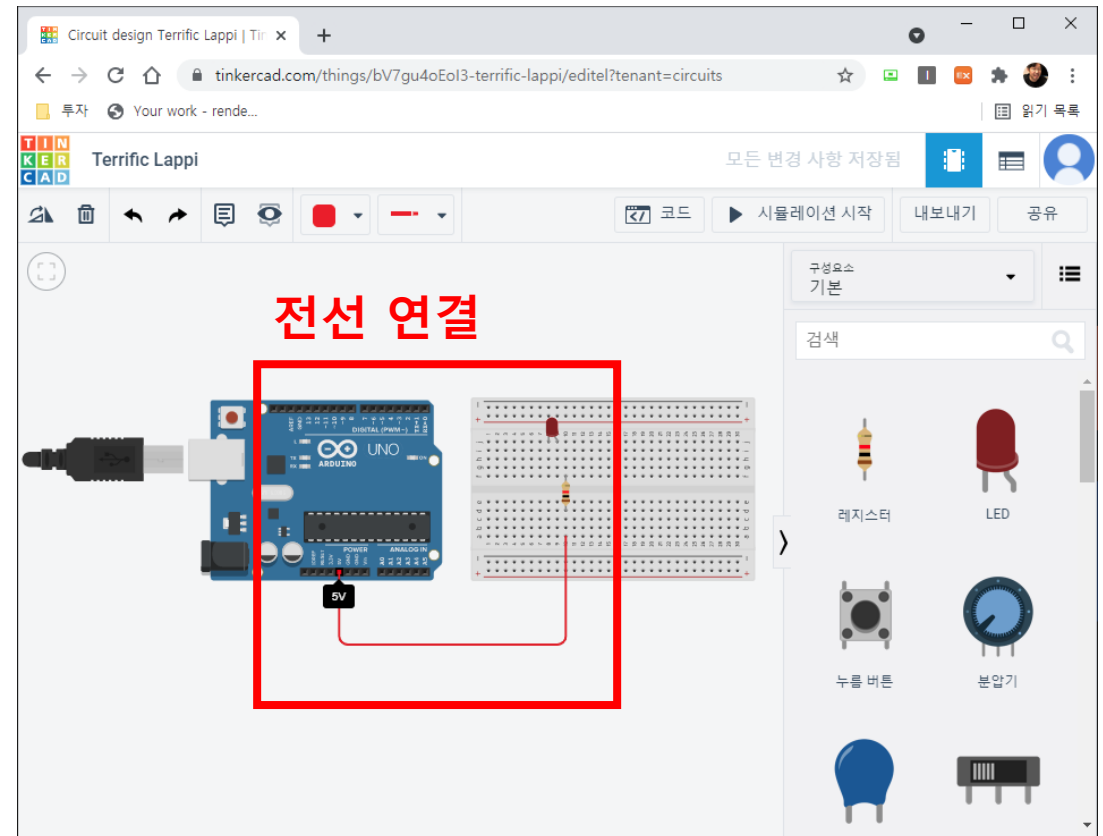 Circuit design Terrific Lappi | Tin
tinkercad.com/things/bV7gu4oEoI3-terrific-lappi/editel?tenant=circuits
투자
Your work - rende...
읽기 목록
TIN
KER
CAD
Terrific Lappi
모든 변경 사항 저장됨
코드
시뮬레이션 시작
내보내기
공유
구성요소
기본
검색
전선 연결
DIGITAL (PWM~)
UNO
ARDUINO
POWER
ANALOG IN
5V
레지스터
LED
누름 버튼
분압기